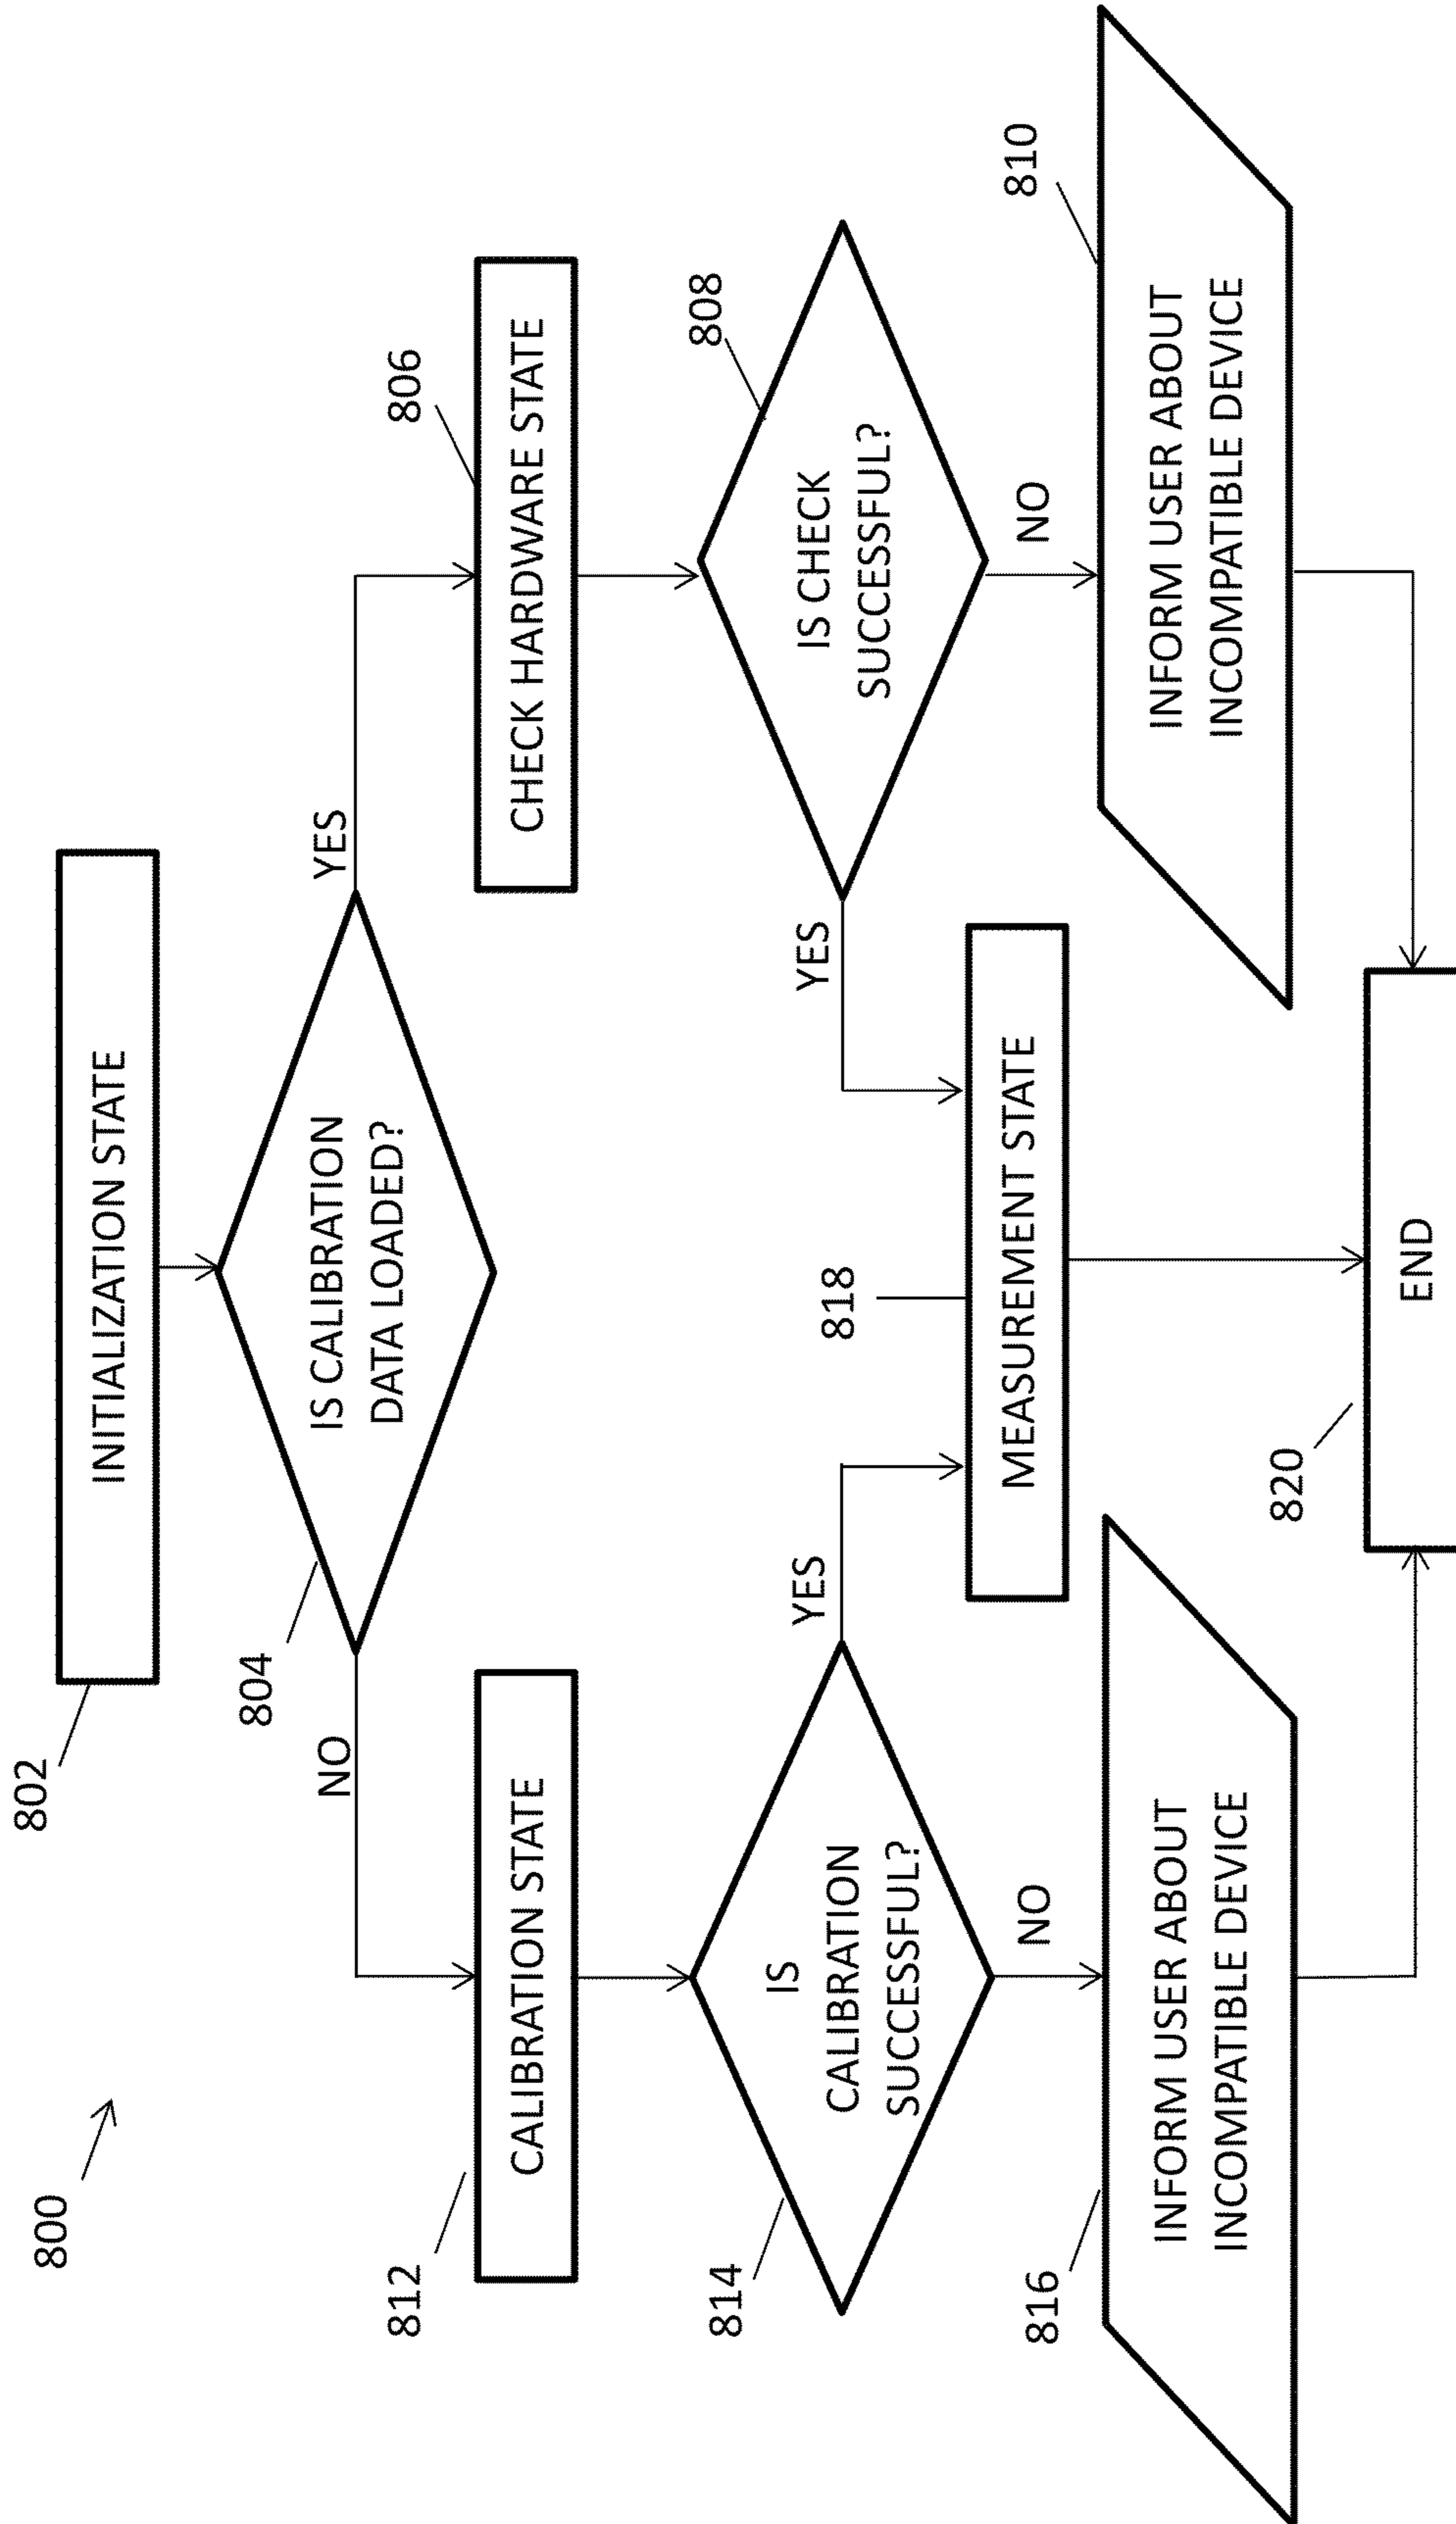 800
802
INITIALIZATION STATE
804
IS CALIBRATION
DATA LOADED?
NO
YES
812
CALIBRATION STATE
806
CHECK HARDWARE STATE
814
IS
CALIBRATION
SUCCESSFUL?
YES
NO
808
IS CHECK
SUCCESSFUL?
YES
NO
818
MEASUREMENT STATE
816
INFORM USER ABOUT
INCOMPATIBLE DEVICE
810
INFORM USER ABOUT
INCOMPATIBLE DEVICE
820
END